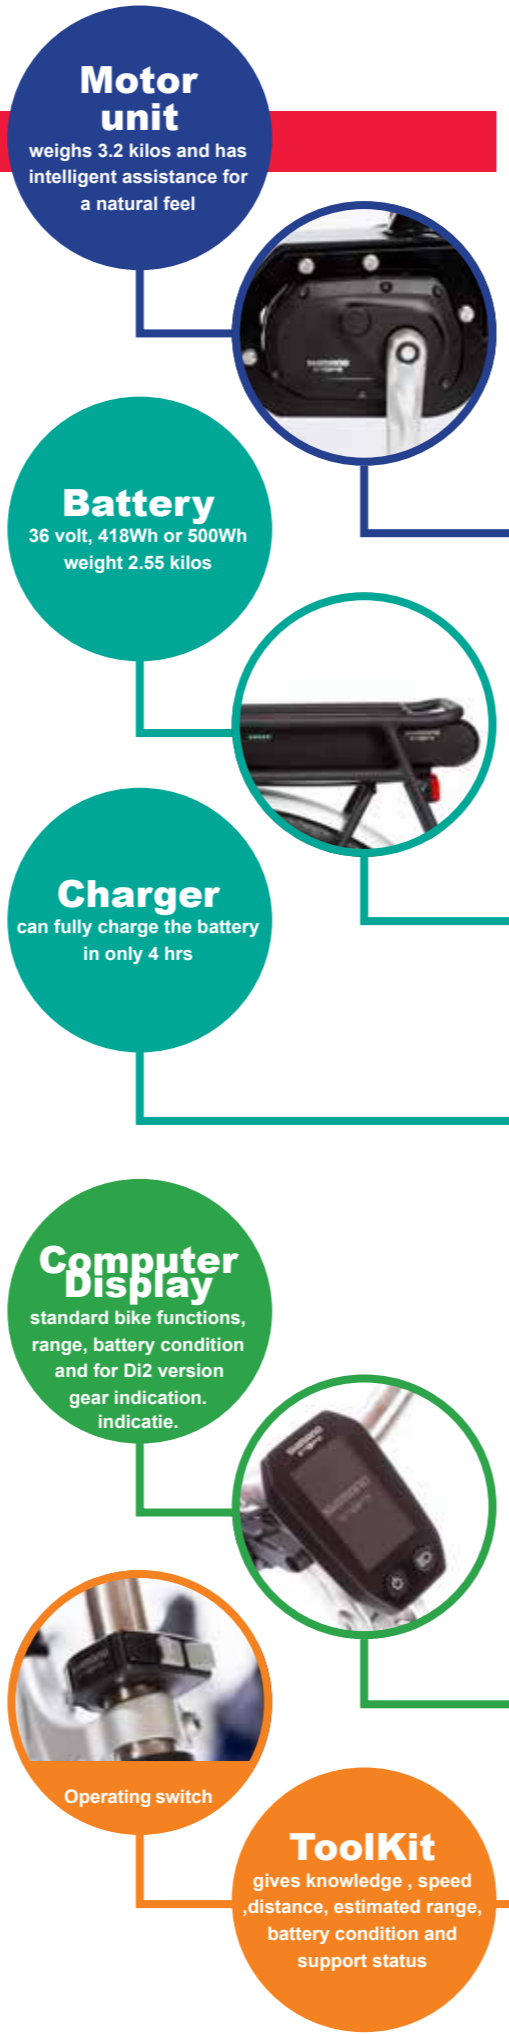 Motor
unit
weighs 3.2 kilos and has
intelligent assistance for
a natural feel
SHIMANO
Battery
36 volt, 418Wh or 500Wh
weight 2.55 kilos
Charger
can fully charge the battery
in only 4 hrs
Computer
Display
standard bike functions,
range, battery condition
and for Di2 version
gear indication.
indicatie.
SHIMANO
SHIMANO
Operating switch
ToolKit
gives knowledge , speed
,distance, estimated range,
battery condition and
support status